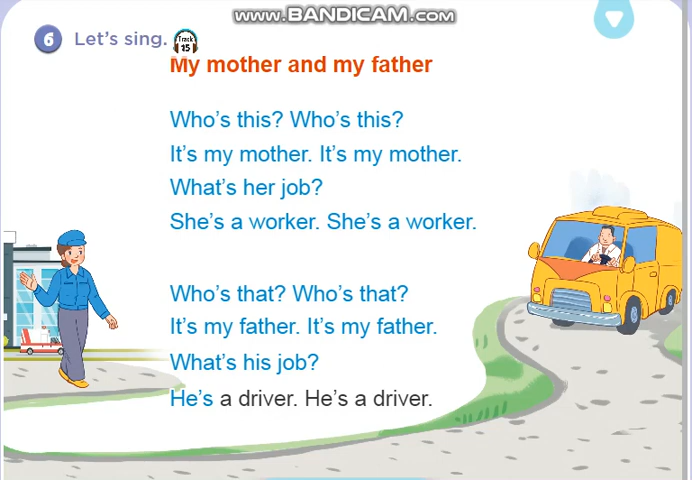 www.BANDICAM.com
6 Let's sing. Track 15
My mother and my father
Who's this? Who's this?
It's my mother. It's my mother.
What's her job?
She's a worker. She's a worker.
Who's that? Who's that?
It's my father. It's my father.
What's his job?
He's a driver. He's a driver.